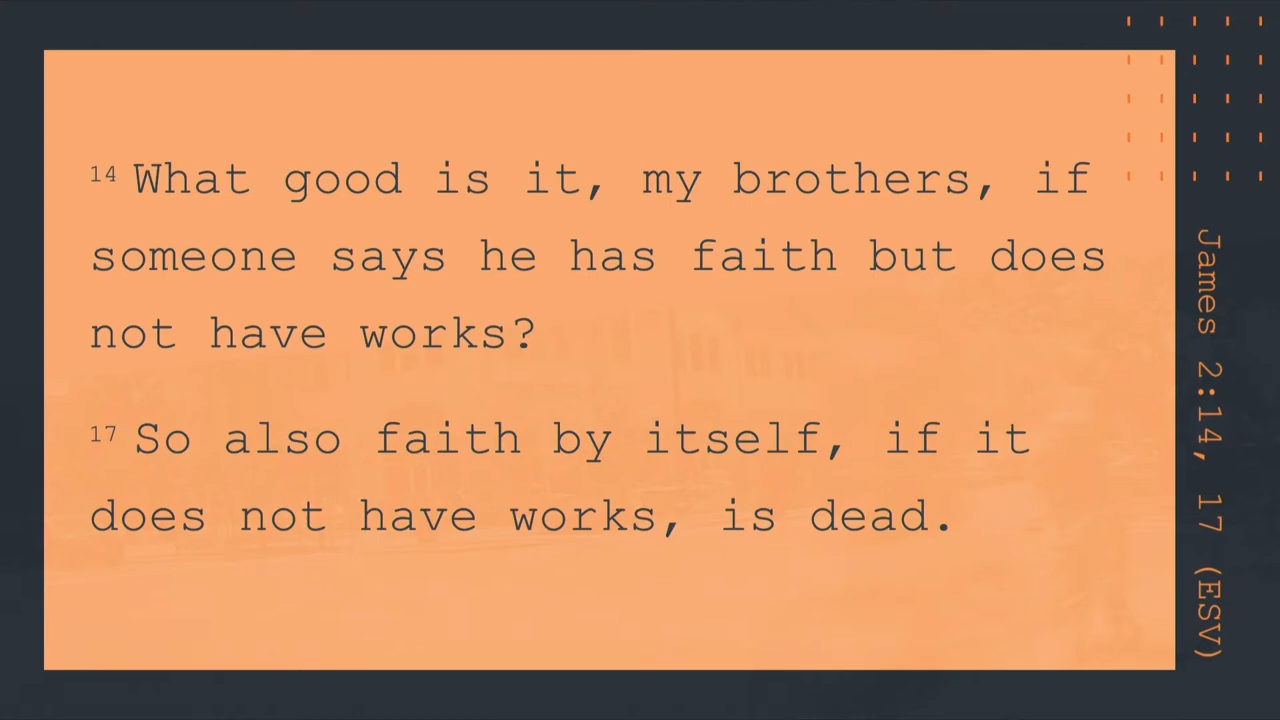 14 What good is it, my brothers, if
someone says he has faith but does
not have works?
17 So also faith by itself, if it
does not have works, is dead.
James 2:14, 17 (ESV)